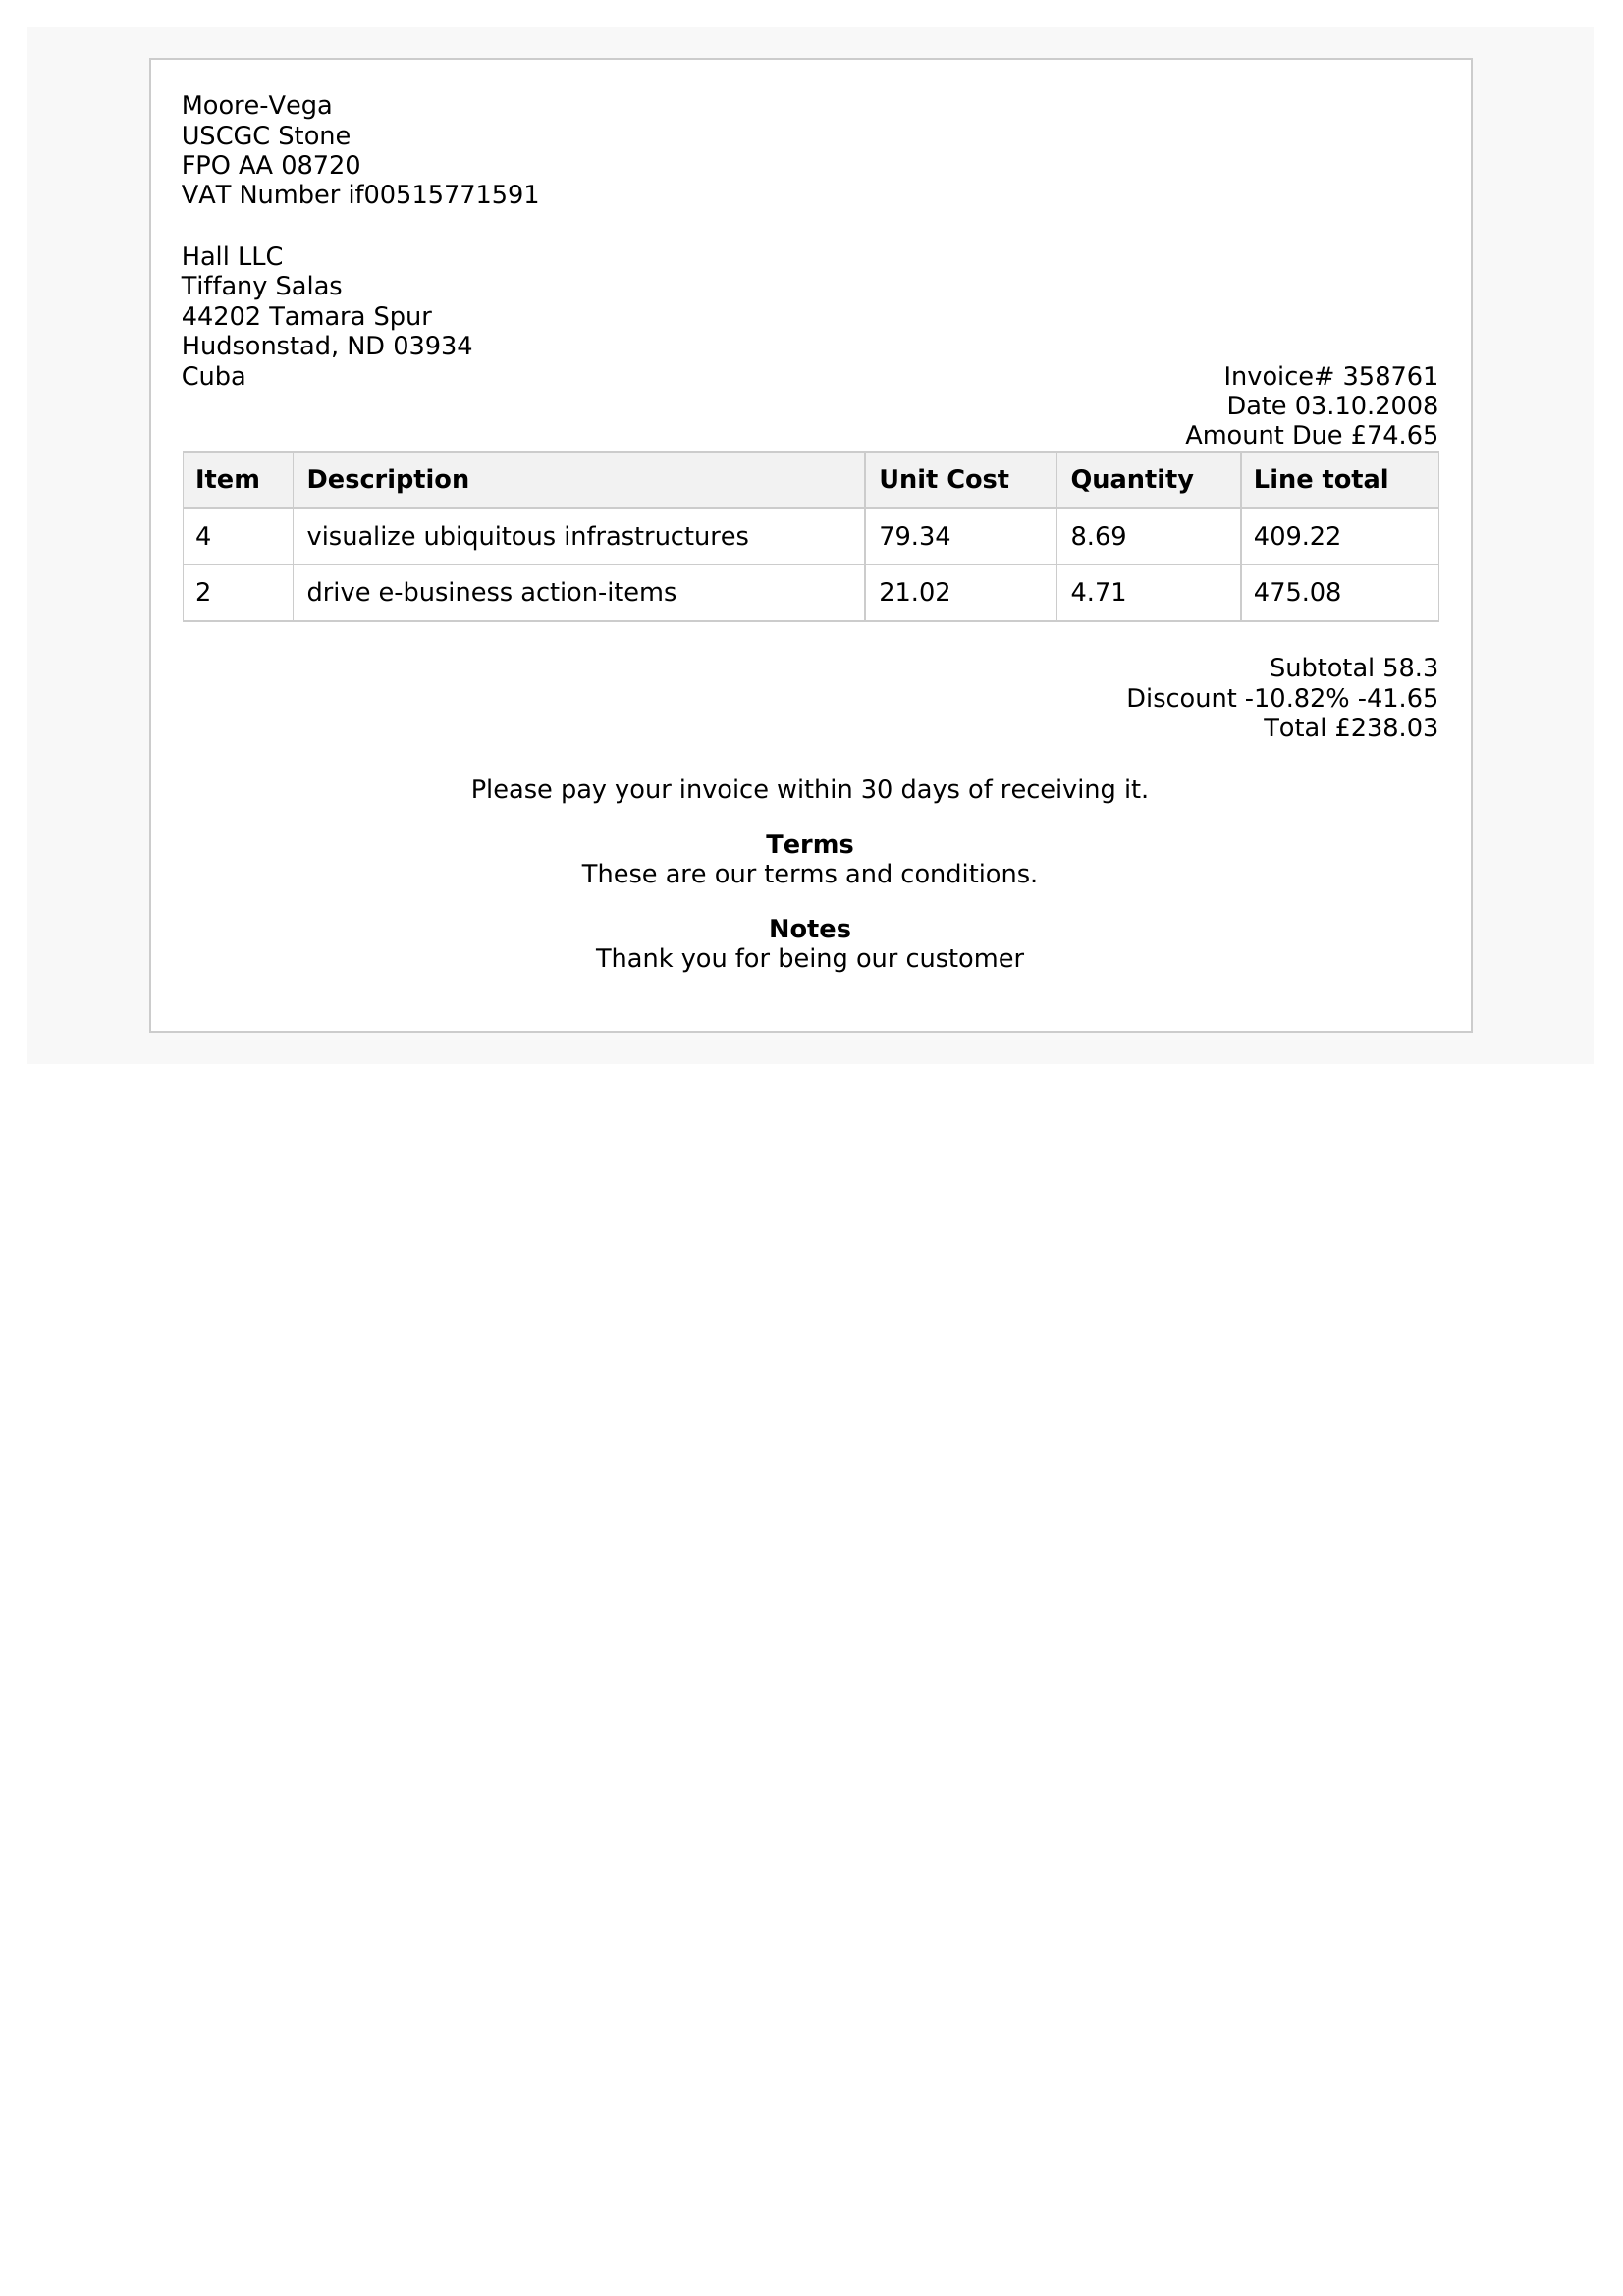 Moore-Vega
USCGC Stone
FPO AA 08720
VAT Number if00515771591
Hall LLC
Tiffany Salas
44202 Tamara Spur
Hudsonstad, ND 03934
Cuba
Invoice# 358761
Date 03.10.2008
Amount Due £74.65
Item Description Unit Cost Quantity Line total
4 visualize ubiquitous infrastructures 79.34 8.69 409.22
2 drive e-business action-items 21.02 4.71 475.08
Subtotal 58.3
Discount -10.82% -41.65
Total £238.03
Please pay your invoice within 30 days of receiving it.
Terms
These are our terms and conditions.
Notes
Thank you for being our customer